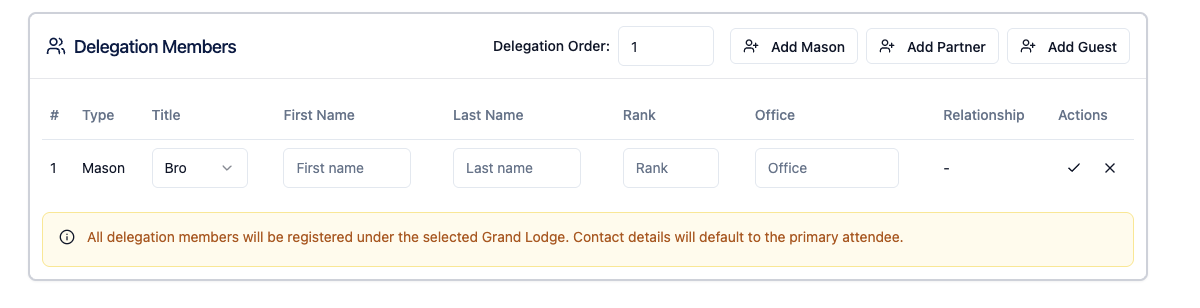 Delegation Members Delegation Order: 1 Add Mason Add Partner Add Guest
# Type Title First Name Last Name Rank Office Relationship Actions
1 Mason Bro First name Last name Rank Office -
All delegation members will be registered under the selected Grand Lodge. Contact details will default to the primary attendee.